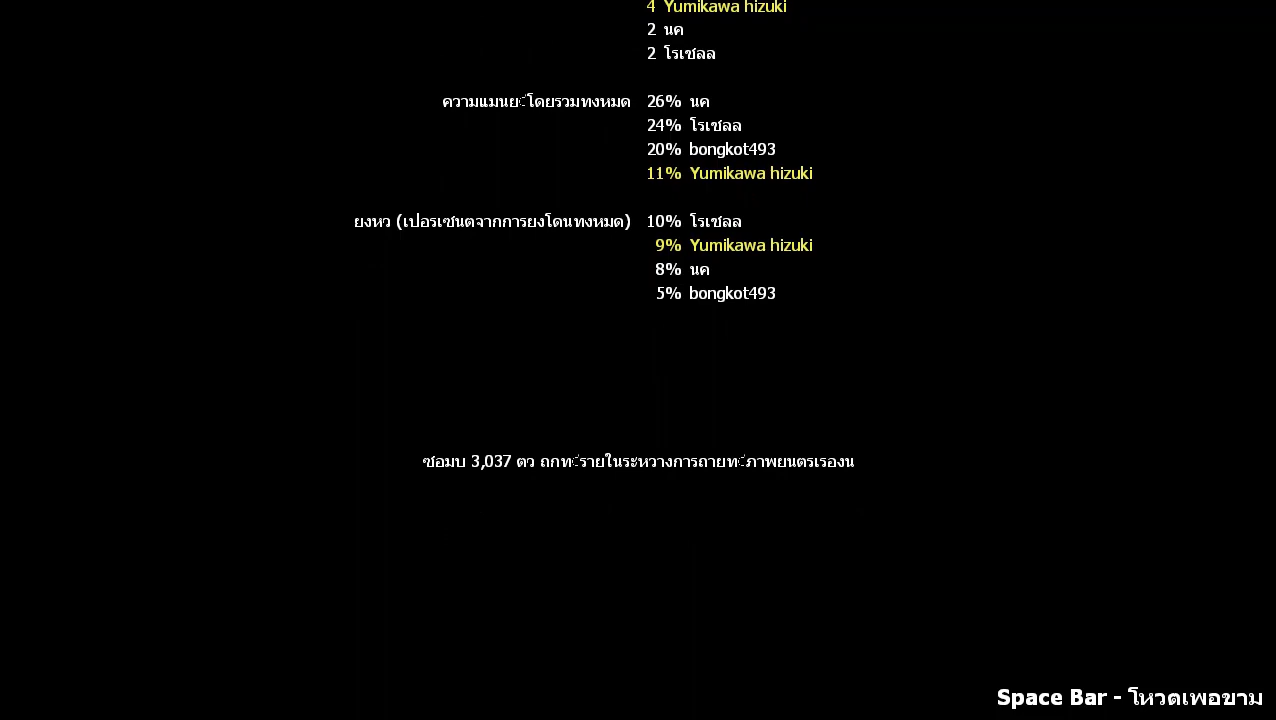 4 Yumikawa hizuki
2 นค
2 โรเชลล
ความแมนยำโดยรวมทงหมด 26% นค
24% โรเชลล
20% bongkot493
11% Yumikawa hizuki
ยงหว (เปอรเซนตจากการยงโดนทงหมด) 10% โรเชลล
9% Yumikawa hizuki
8% นค
5% bongkot493
ซอมบ 3,037 ตว ถกทำรายในระหวางการถายทำภาพยนตรเรองน
Space Bar - โหวตเพอขาม